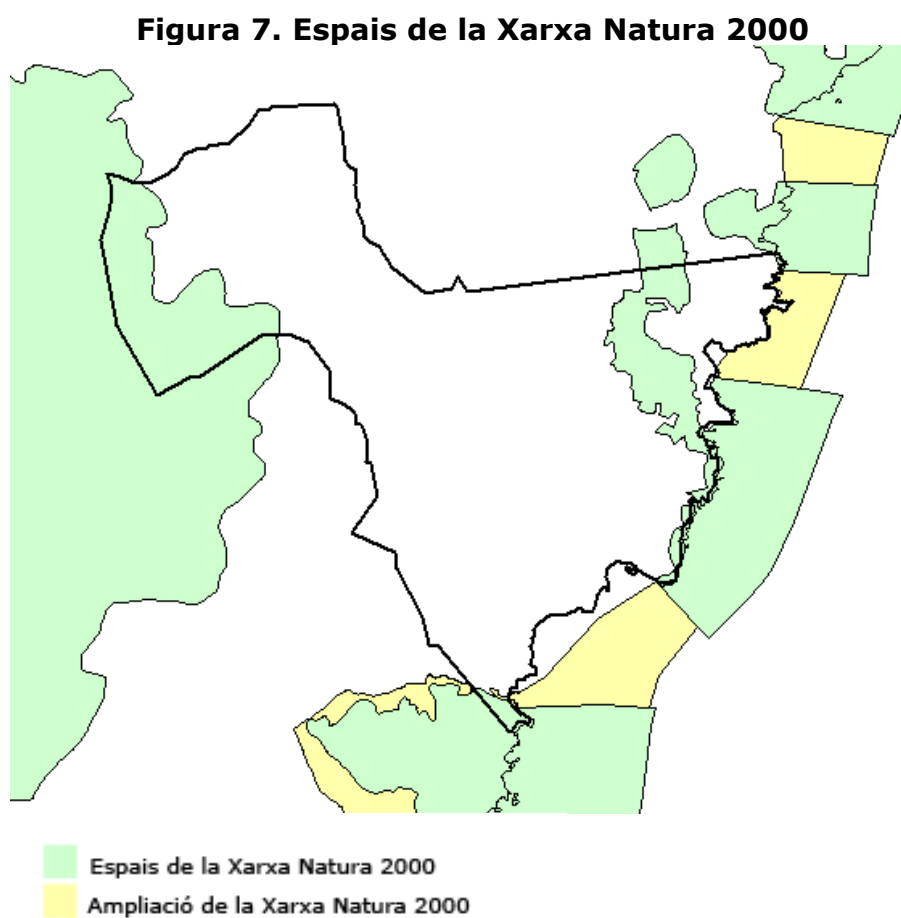 Figura 7. Espais de la Xarxa Natura 2000
Espais de la Xarxa Natura 2000
Ampliació de la Xarxa Natura 2000